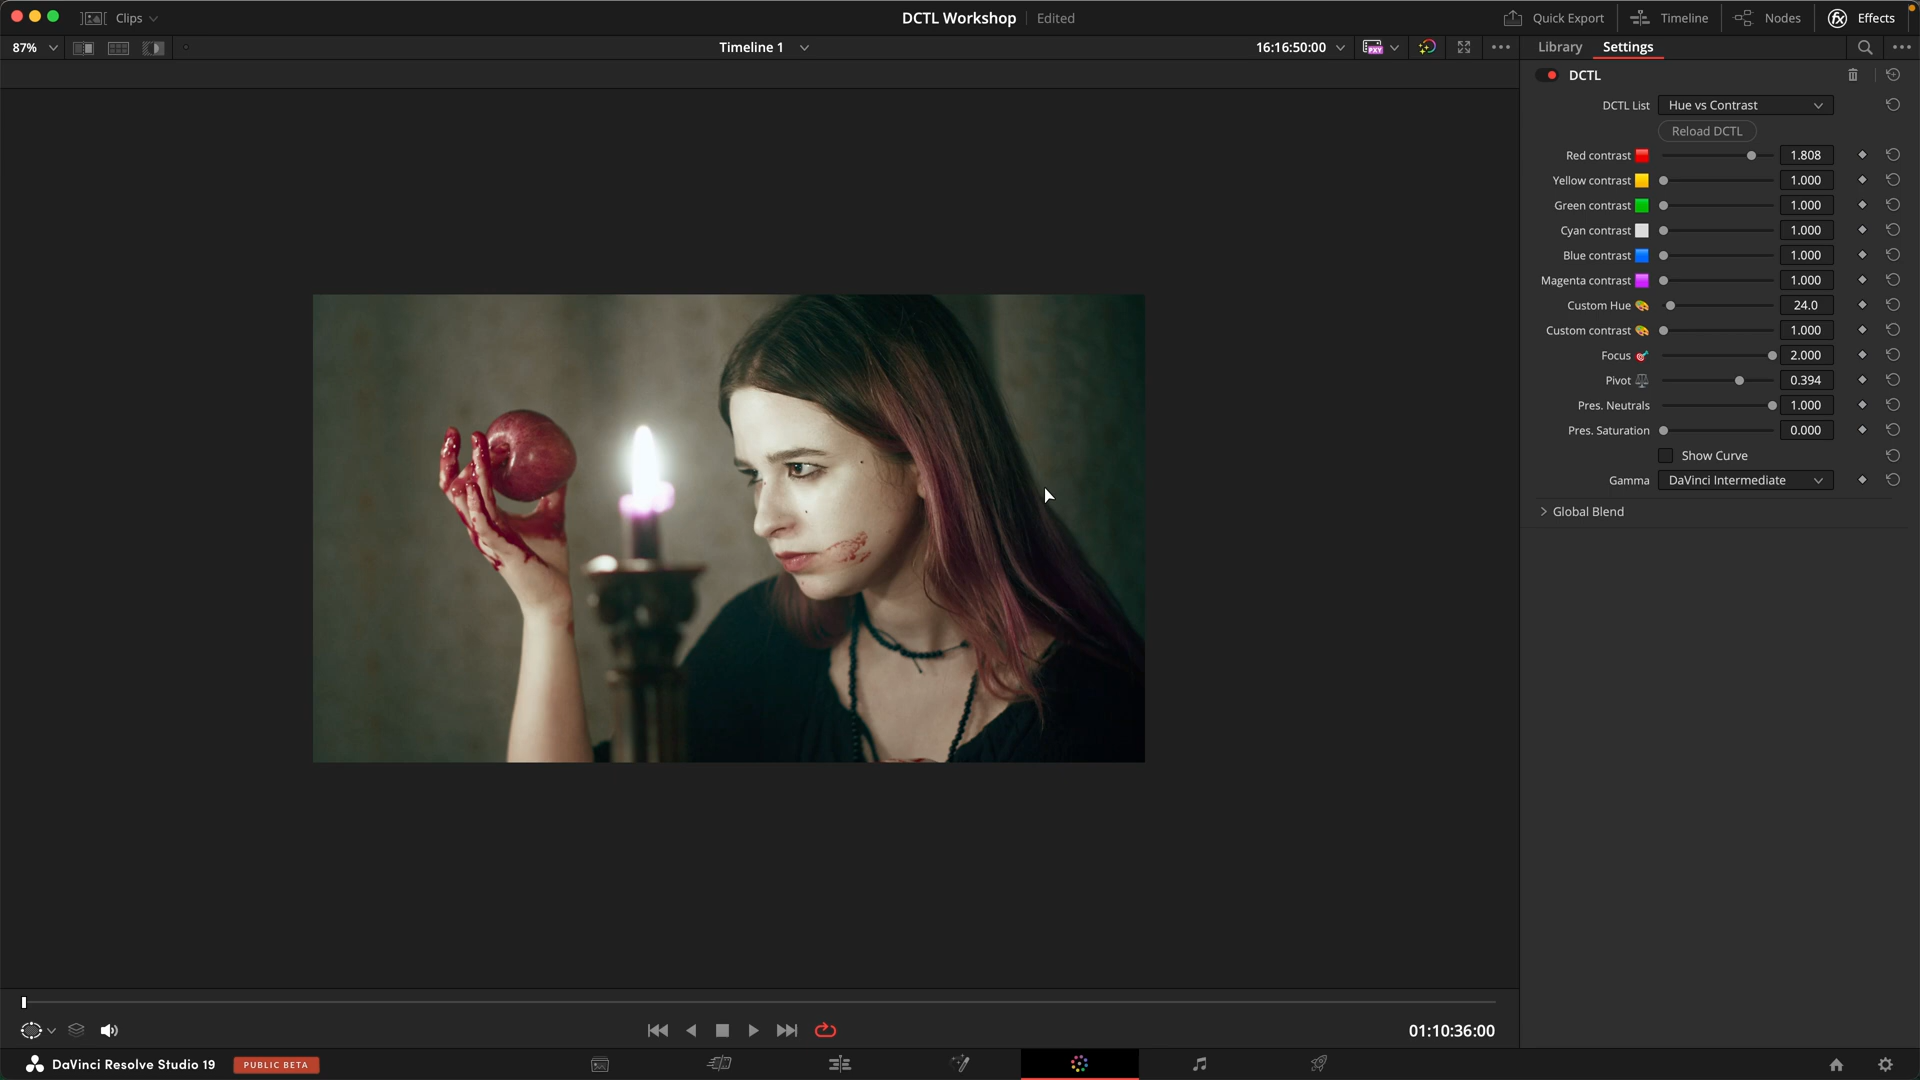 Clips
DCTL Workshop
Edited
Quick Export
Timeline
Nodes
Effects
87%
Timeline 1
16:16:50:00
PXY
Library
Settings
DCTL
DCTL List
Hue vs Contrast
Reload DCTL
Red contrast
1.808
Yellow contrast
1.000
Green contrast
1.000
Cyan contrast
1.000
Blue contrast
1.000
Magenta contrast
1.000
Custom Hue
24.0
Custom contrast
1.000
Focus
2.000
Pivot
0.394
Pres. Neutrals
1.000
Pres. Saturation
0.000
Show Curve
Gamma
DaVinci Intermediate
Global Blend
01:10:36:00
DaVinci Resolve Studio 19
PUBLIC BETA